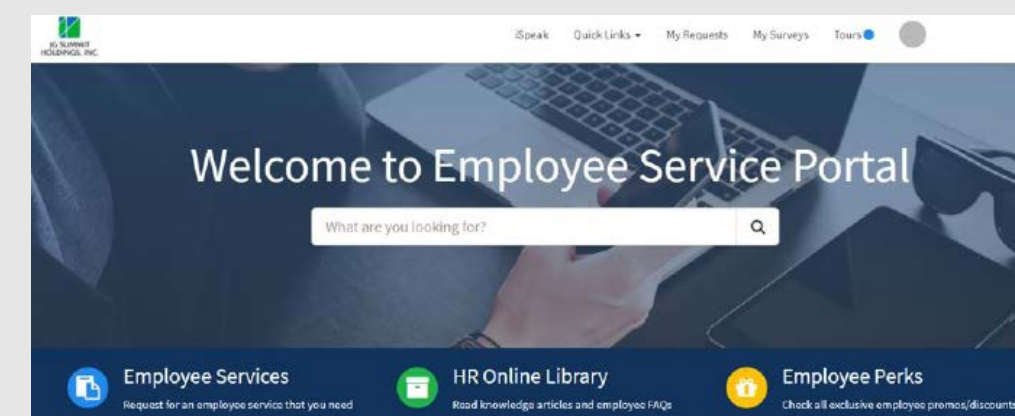 JG SUMMIT
HOLDINGS, INC.
iSpeak Quick Links My Requests My Surveys Tours
Welcome to Employee Service Portal
What are you looking for?
Employee Services HR Online Library Employee Perks
Request for an employee service that you need Read knowledge articles and employee FAQs Check all exclusive employee promos/discounts